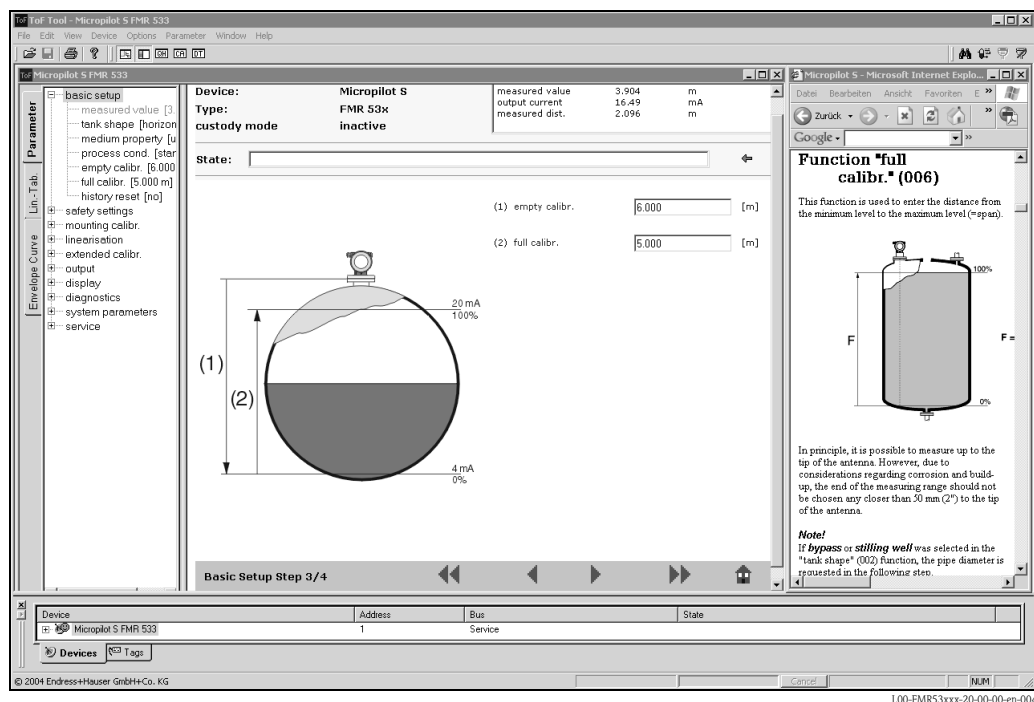 ToF Tool - Micropilot S FMR 533
File Edit View Device Options Parameter Window Help
Micropilot S FMR 533
Parameter
Lin.-Tab.
Envelope Curve
basic setup
measured value [3.
tank shape [horizon
medium property [u
process cond. [star
empty calibr. [6.000
full calibr. [5.000 m]
history reset [no]
safety settings
mounting calibr.
linearisation
extended calibr.
output
display
diagnostics
system parameters
service
Device: Micropilot S
Type: FMR 53x
custody mode inactive
measured value 3.904 m
output current 16.49 mA
measured dist. 2.096 m
State:
(1) empty calibr. 6.000 [m]
(2) full calibr. 5.000 [m]
20 mA
100%
(1)
(2)
4 mA
0%
Basic Setup Step 3/4
Micropilot S - Microsoft Internet Explo...
Datei Bearbeiten Ansicht Favoriten E »
Zurück
Google
Function "full
calibr." (006)
This function is used to enter the distance from
the minimum level to the maximum level (=span).
100%
F
F =
0%
In principle, it is possible to measure up to the
tip of the antenna. However, due to
considerations regarding corrosion and build-
up, the end of the measuring range should not
be chosen any closer than 50 mm (2") to the tip
of the antenna.
Note!
If bypass or stilling well was selected in the
"tank shape" (002) function, the pipe diameter is
requested in the following step.
Device Address Bus State
Micropilot S FMR 533 1 Service
Devices Tags
© 2004 Endress+Hauser GmbH+Co. KG
Cancel
NUM
L00-FMR53xxx-20-00-00-en-004